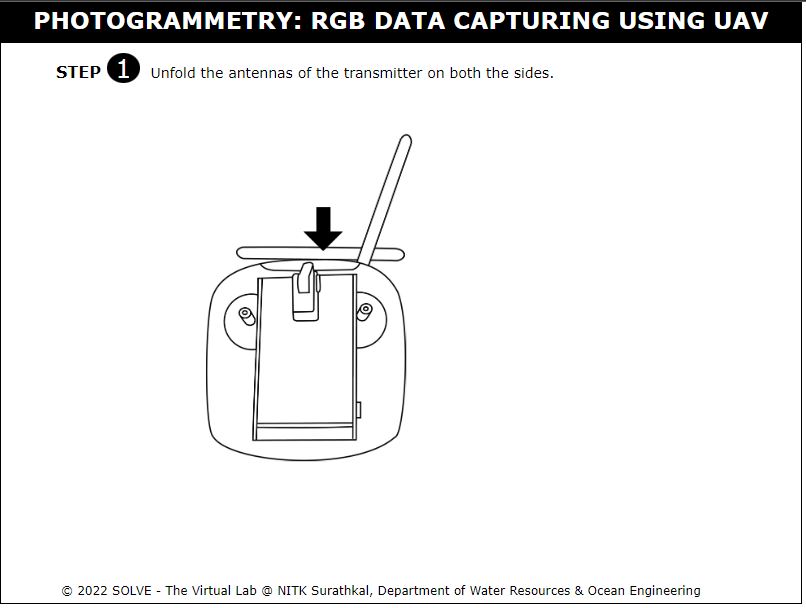 PHOTOGRAMMETRY: RGB DATA CAPTURING USING UAV
STEP 1 Unfold the antennas of the transmitter on both the sides.
© 2022 SOLVE - The Virtual Lab @ NITK Surathkal, Department of Water Resources & Ocean Engineering